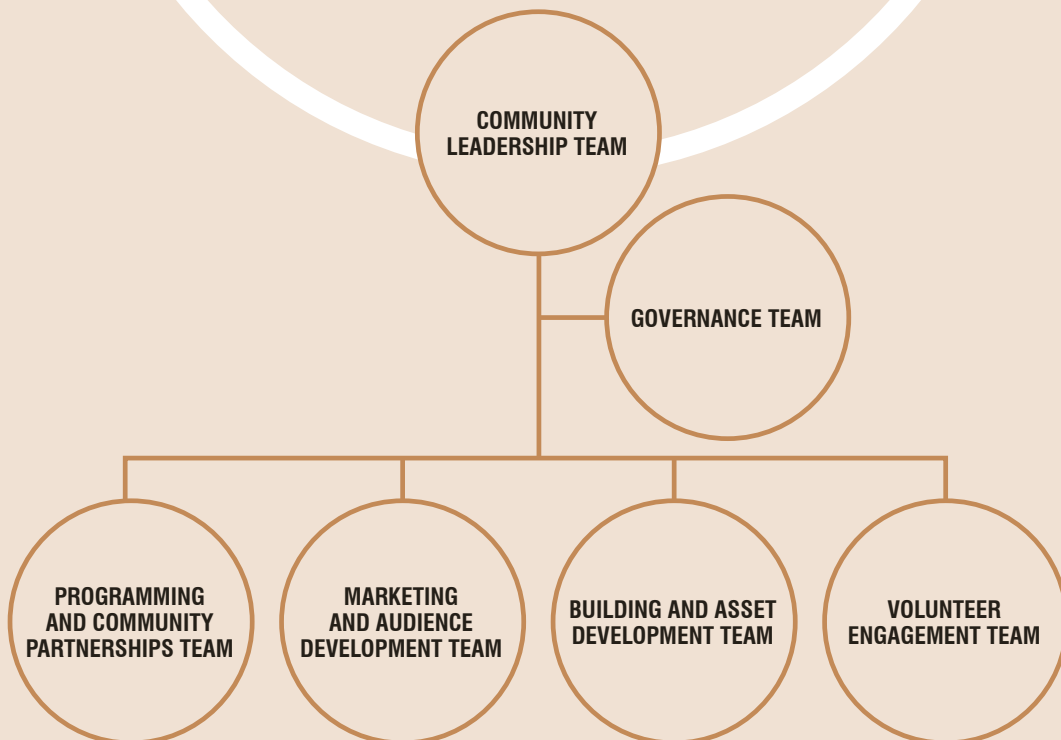 COMMUNITY
LEADERSHIP TEAM
GOVERNANCE TEAM
PROGRAMMING
AND COMMUNITY
PARTNERSHIPS TEAM
MARKETING
AND AUDIENCE
DEVELOPMENT TEAM
BUILDING AND ASSET
DEVELOPMENT TEAM
VOLUNTEER
ENGAGEMENT TEAM